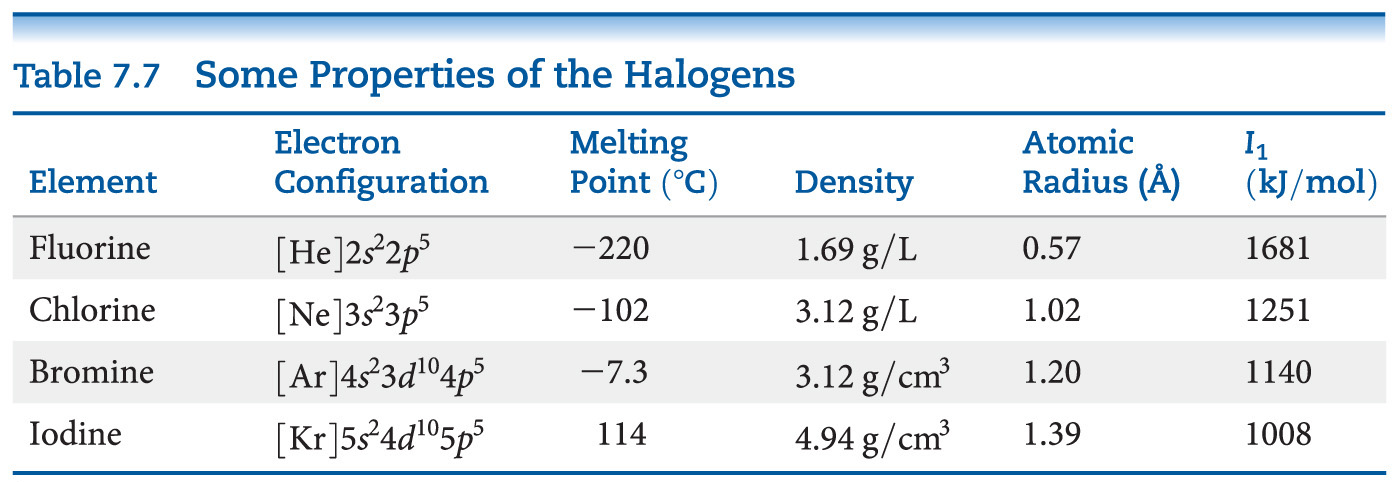 Table 7.7 Some Properties of the Halogens
Element Electron Configuration Melting Point (°C) Density Atomic Radius (Å) I₁ (kJ/mol)
Fluorine [He]2s²2p⁵ −220 1.69 g/L 0.57 1681
Chlorine [Ne]3s²3p⁵ −102 3.12 g/L 1.02 1251
Bromine [Ar]4s²3d¹⁰4p⁵ −7.3 3.12 g/cm³ 1.20 1140
Iodine [Kr]5s²4d¹⁰5p⁵ 114 4.94 g/cm³ 1.39 1008